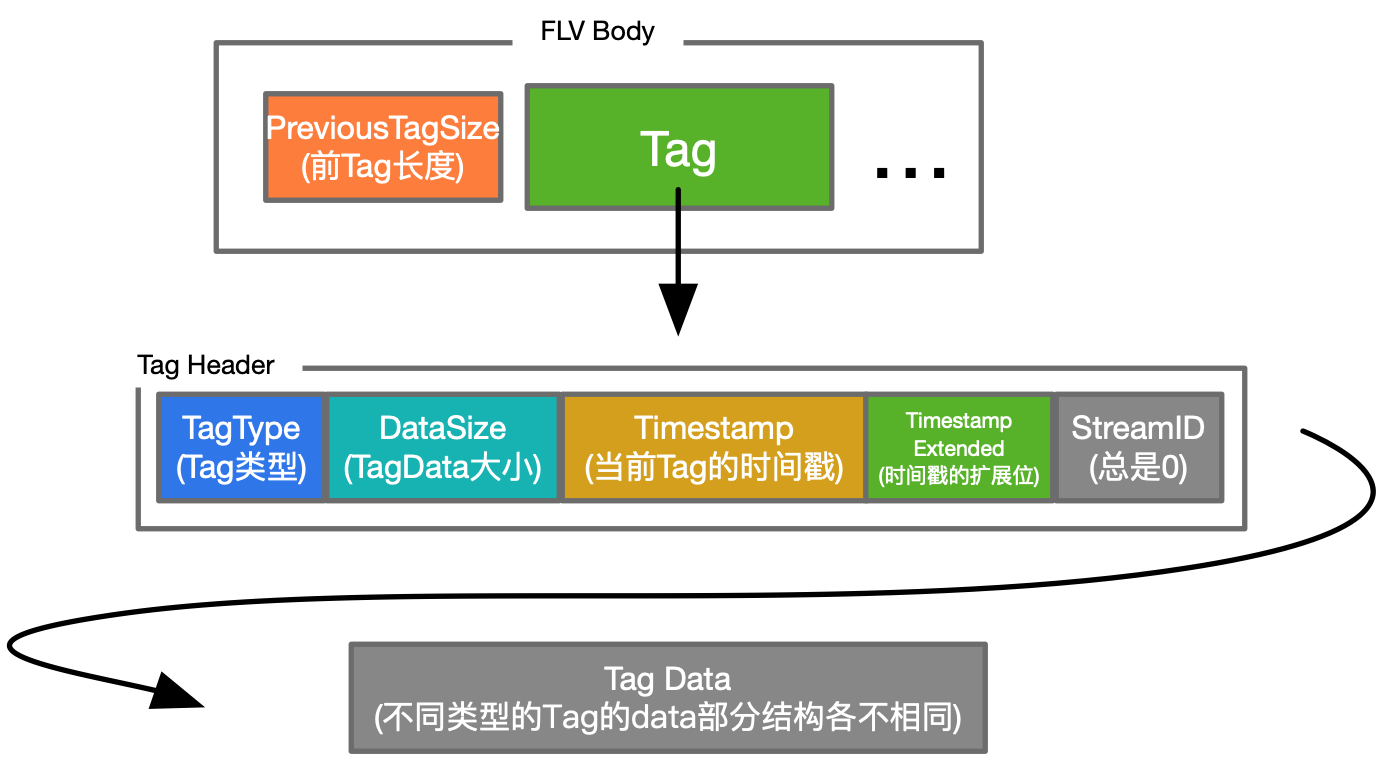 FLV Body
PreviousTagSize
(前Tag长度)
Tag
...
Tag Header
TagType
(Tag类型)
DataSize
(TagData大小)
Timestamp
(当前Tag的时间戳)
Timestamp
Extended
(时间戳的扩展位)
StreamID
(总是0)
Tag Data
(不同类型的Tag的data部分结构各不相同)